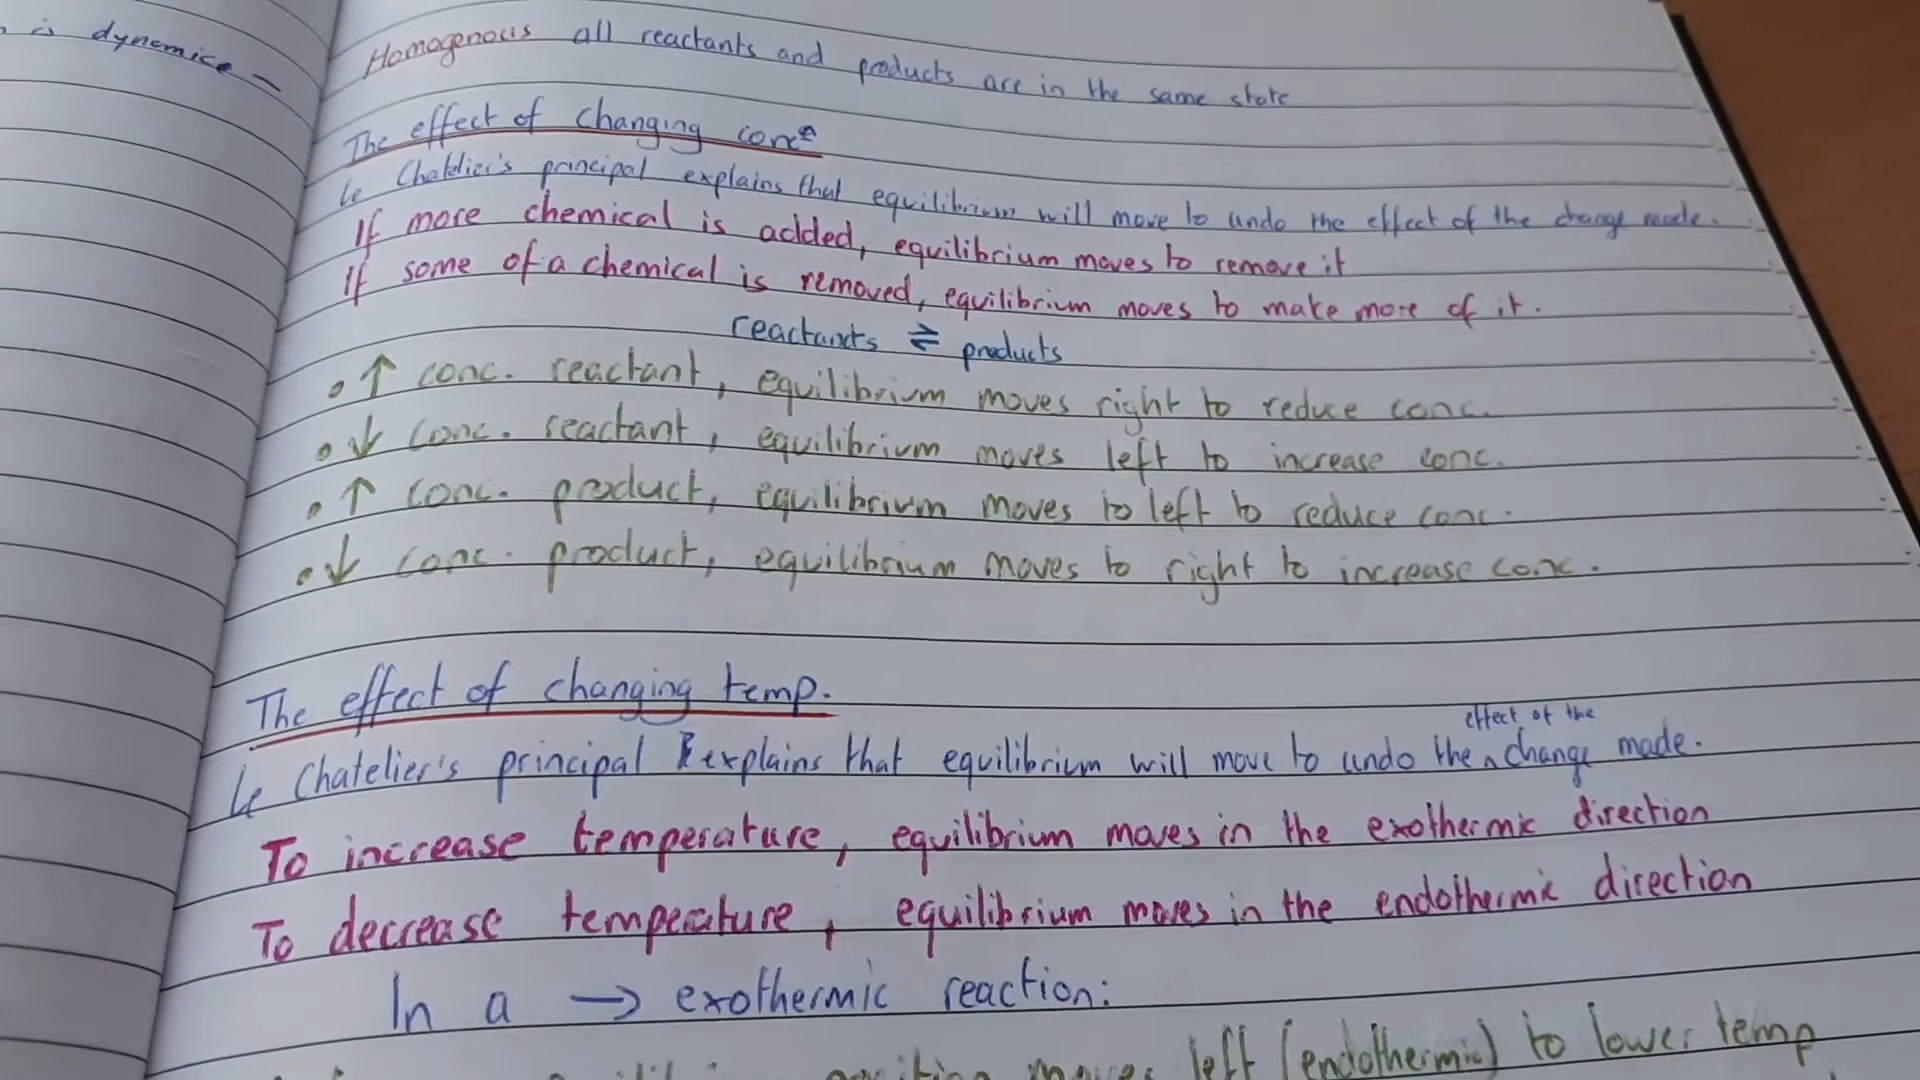 is dynamice -
Homogenous all reactants and products are in the same state
The effect of changing conc
Le Chatelier's principal explains that equilibrium will move to undo the effect of the change made.
If more chemical is added, equilibrium moves to remove it
If some of a chemical is removed, equilibrium moves to make more of it.
reactants ⇌ products
• ↑ conc. reactant, equilibrium moves right to reduce conc.
• ↓ conc. reactant, equilibrium moves left to increase conc.
• ↑ conc. product, equilibrium moves to left to reduce conc.
• ↓ conc. product, equilibrium moves to right to increase conc.
The effect of changing temp.
effect of the
Le Chatelier's principal explains that equilibrium will move to undo the ^ change made.
To increase temperature, equilibrium moves in the exothermic direction
To decrease temperature, equilibrium moves in the endothermic direction
In a → exothermic reaction:
moves left (endothermic) to lower temp